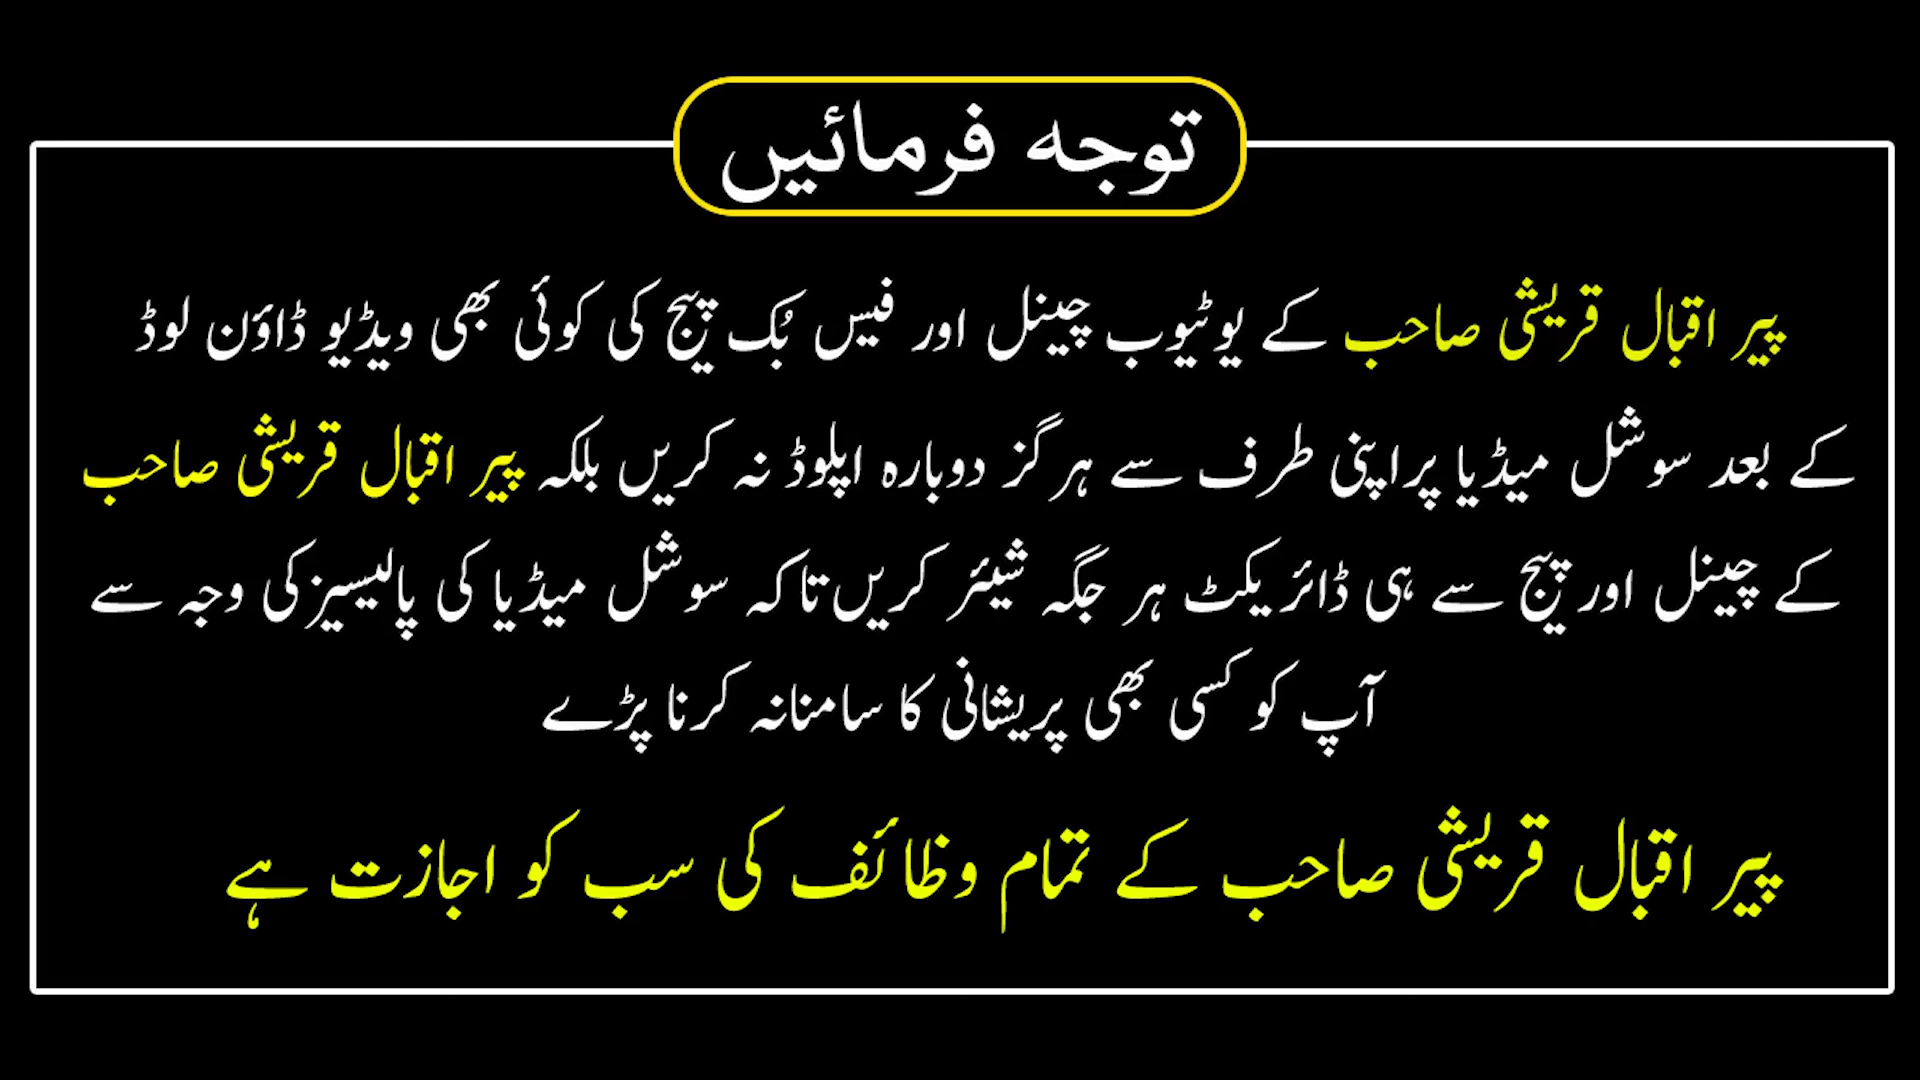 توجہ فرمائیں
پیر اقبال قریشی صاحب کے یوٹیوب چینل اور فیس بُک پیج کی کوئی بھی ویڈیو ڈاؤن لوڈ
کے بعد سوشل میڈیا پر اپنی طرف سے ہرگز دوبارہ اپلوڈ نہ کریں بلکہ پیر اقبال قریشی صاحب
کے چینل اور پیج سے ہی ڈائریکٹ ہر جگہ شیئر کریں تاکہ سوشل میڈیا کی پالیسیز کی وجہ سے
آپ کو کسی بھی پریشانی کا سامنا نہ کرنا پڑے
پیر اقبال قریشی صاحب کے تمام وظائف کی سب کو اجازت ہے